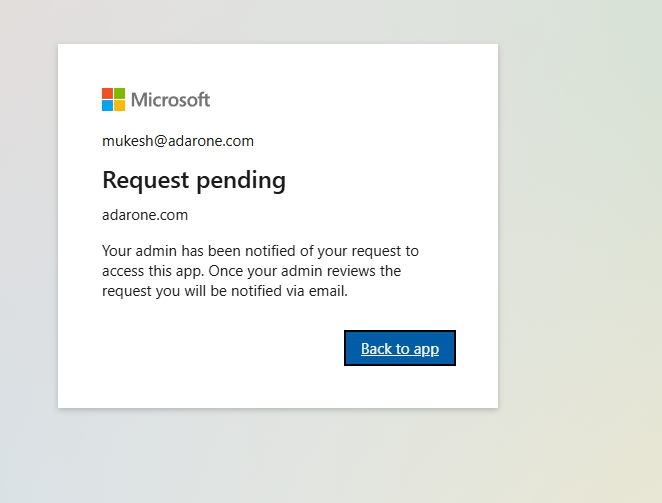 Microsoft
mukesh@adarone.com
Request pending
adarone.com
Your admin has been notified of your request to
access this app. Once your admin reviews the
request you will be notified via email.
Back to app